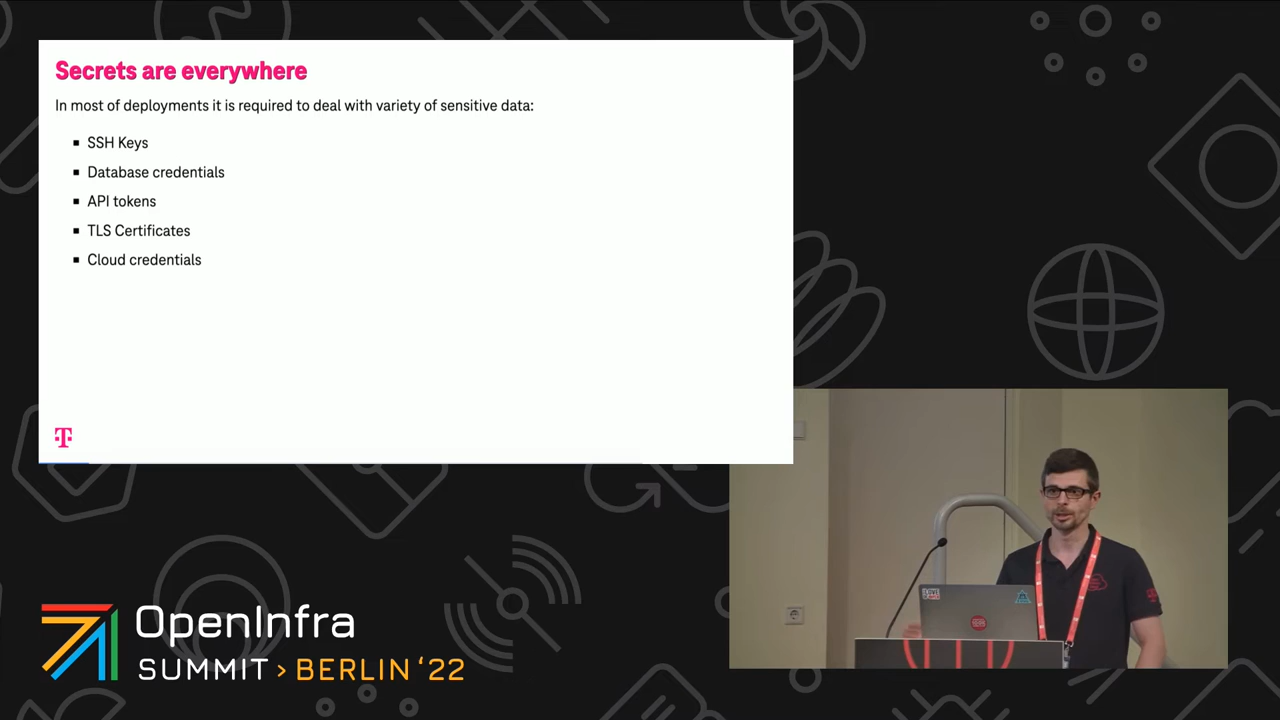 Secrets are everywhere
In most of deployments it is required to deal with variety of sensitive data:
▪ SSH Keys
▪ Database credentials
▪ API tokens
▪ TLS Certificates
▪ Cloud credentials
T
OpenInfra
SUMMIT > BERLIN ‘22